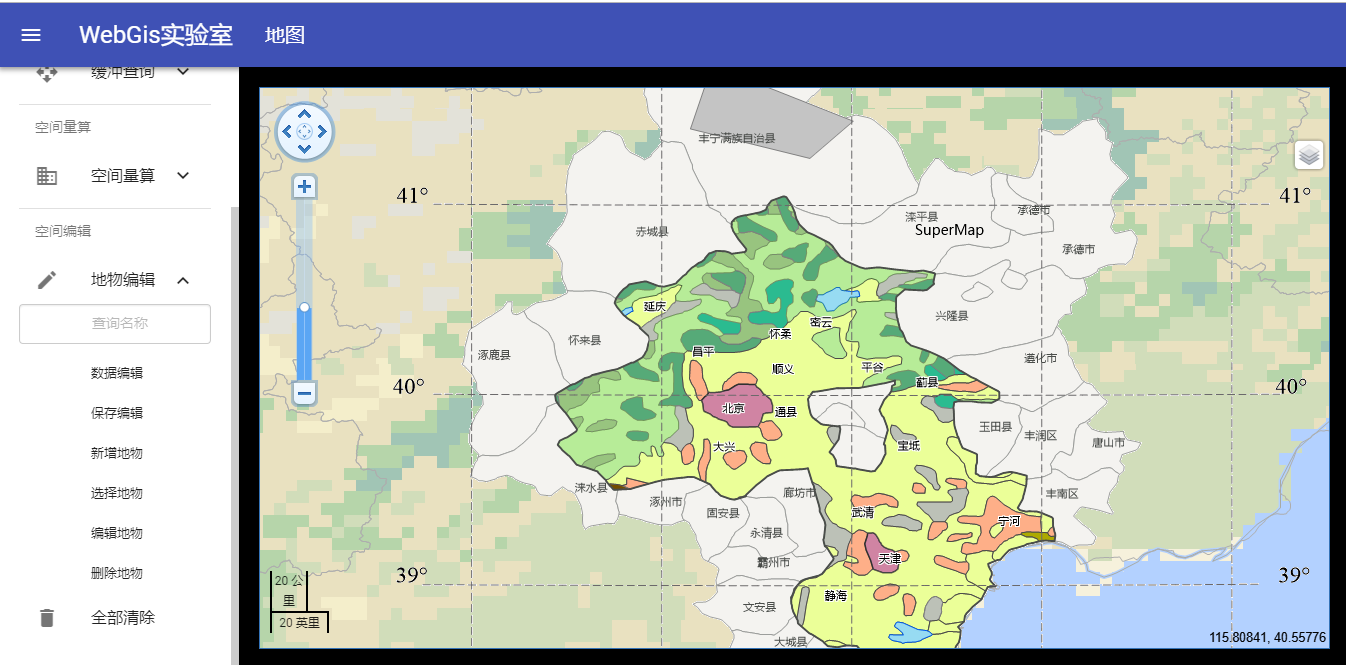 WebGis实验室 地图
缓冲查询
空间量算
空间量算
空间编辑
地物编辑
查询名称
数据编辑
保存编辑
新增地物
选择地物
编辑地物
删除地物
全部清除
丰宁满族自治县
41°
41°
滦平县
承德市
SuperMap
赤城县
承德市
延庆
密云
兴隆县
怀来县
怀柔
涿鹿县
昌平
顺义
平谷
遵化市
蓟县
40°
40°
北京
通县
玉田县
丰润区
唐山市
大兴
宝坻
涞水县
廊坊市
丰南区
涿州市
固安县
武清
宁河
永清县
霸州市
天津
39°
39°
20 公
里
20 英里
静海
文安县
大城县
115.80841, 40.55776